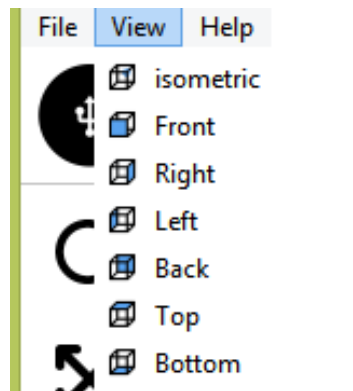 File View Help
isometric
Front
Right
Left
Back
Top
Bottom